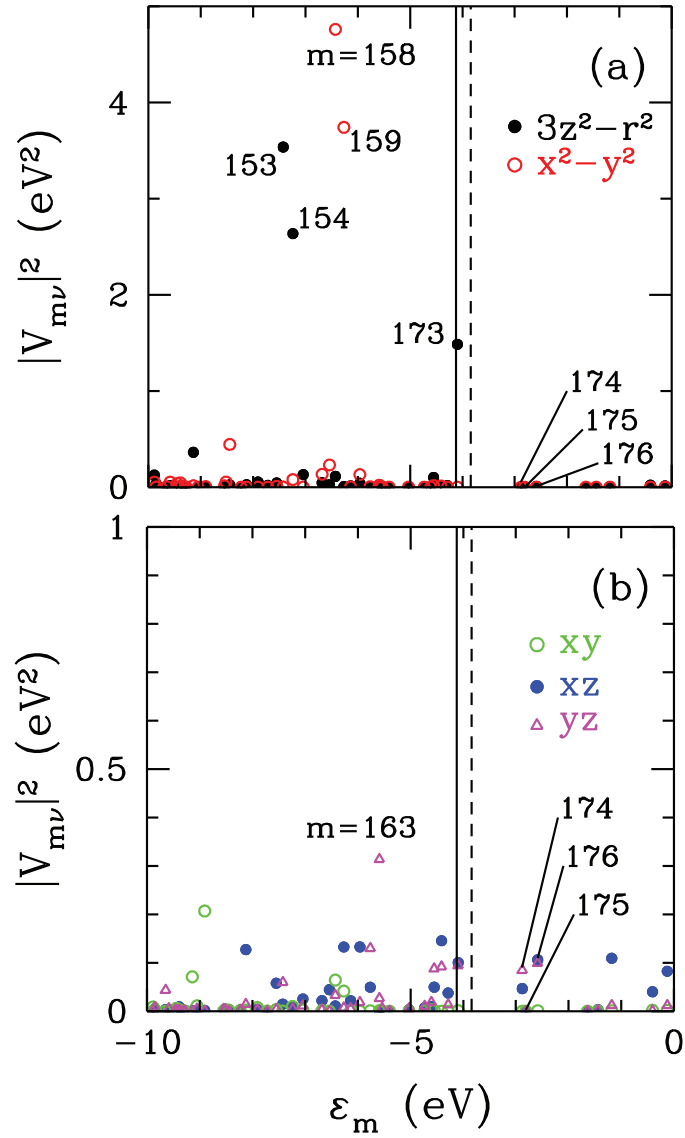 m=158
(a)
4
3z²−r²
159
x²−y²
153
154
|V_mν|² (eV²)
2
173
174
175
176
0
1
(b)
xy
xz
yz
|V_mν|² (eV²)
0.5
m=163
174
176
175
0
−10
−5
0
ε_m (eV)